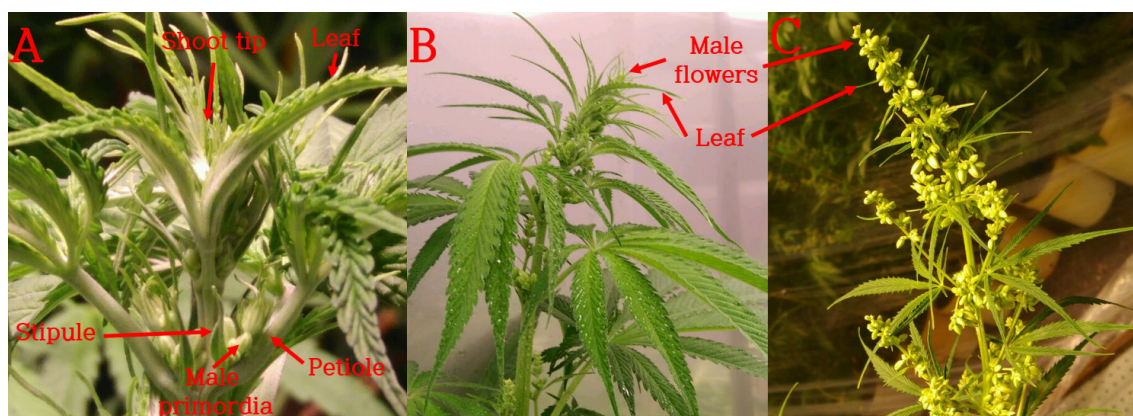 A
Shoot tip
Leaf
Stipule
Male
primordia
Petiole
B
Male
flowers
Leaf
C